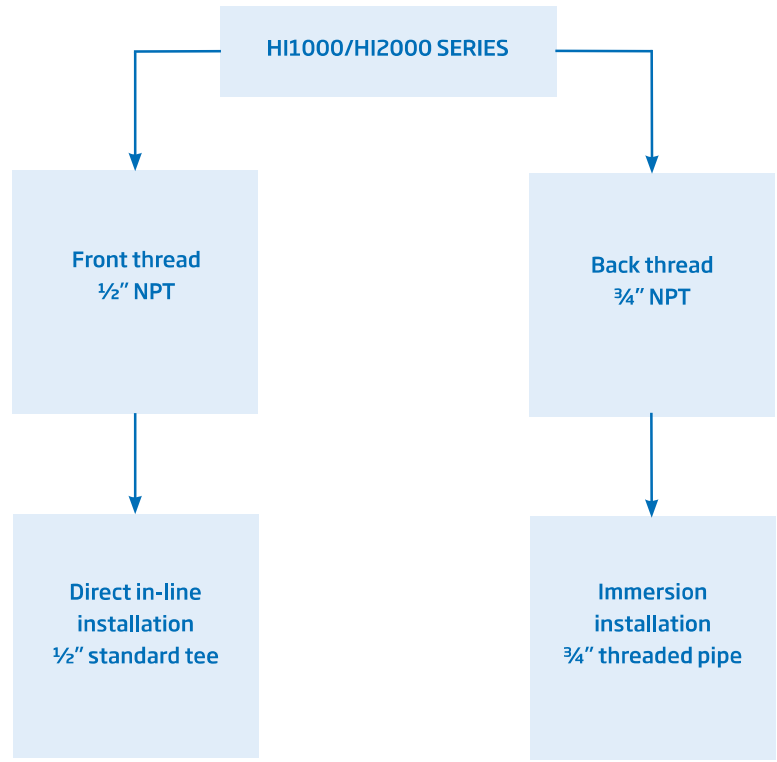 HI1000/HI2000 SERIES
Front thread
½” NPT
Back thread
¾” NPT
Direct in-line
installation
½” standard tee
Immersion
installation
¾” threaded pipe